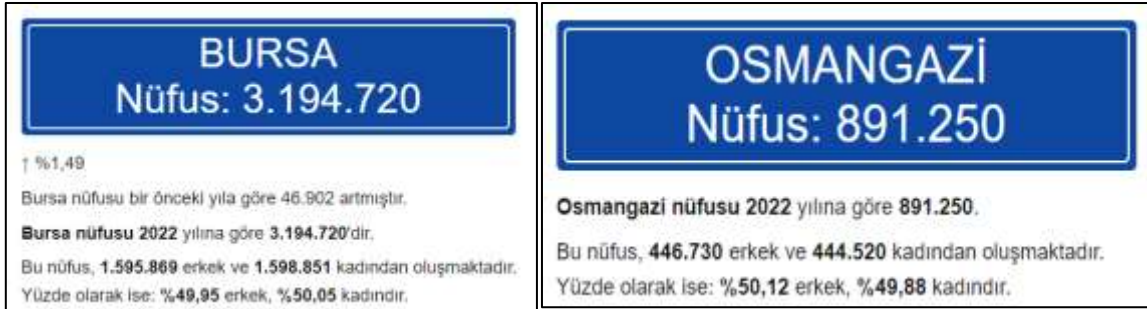 BURSA
Nüfus: 3.194.720
↑ %1,49
Bursa nüfusu bir önceki yıla göre 46.902 artmıştır.
Bursa nüfusu 2022 yılına göre 3.194.720'dir.
Bu nüfus, 1.595.869 erkek ve 1.598.851 kadından oluşmaktadır.
Yüzde olarak ise: %49,95 erkek, %50,05 kadındır.
OSMANGAZİ
Nüfus: 891.250
Osmangazi nüfusu 2022 yılına göre 891.250.
Bu nüfus, 446.730 erkek ve 444.520 kadından oluşmaktadır.
Yüzde olarak ise: %50,12 erkek, %49,88 kadındır.